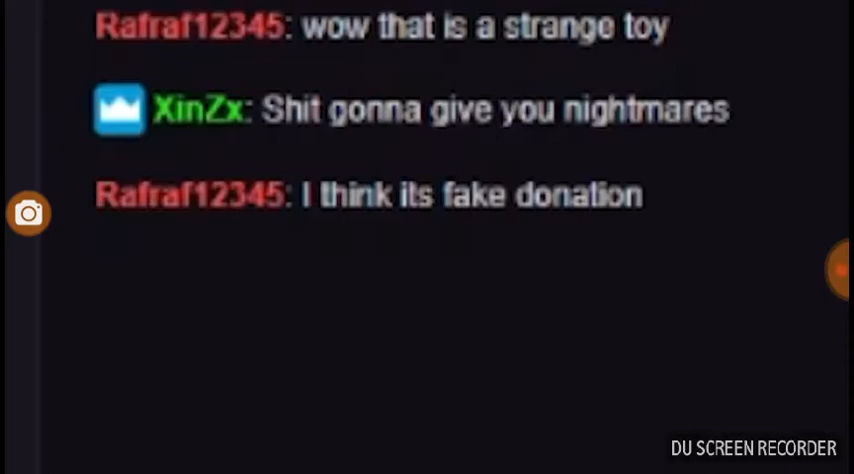 Rafraf12345: wow that is a strange toy
XinZx: Shit gonna give you nightmares
Rafraf12345: I think its fake donation
DU SCREEN RECORDER